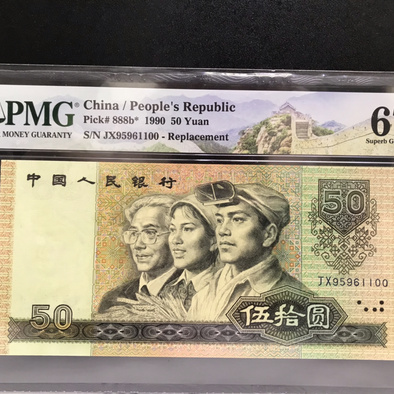 PMG
MONEY GUARANTY
China / People's Republic
Pick# 888b* 1990 50 Yuan
S/N JX95961100 - Replacement
Superb
中国人民银行
50
JX95961100
50
伍拾圆